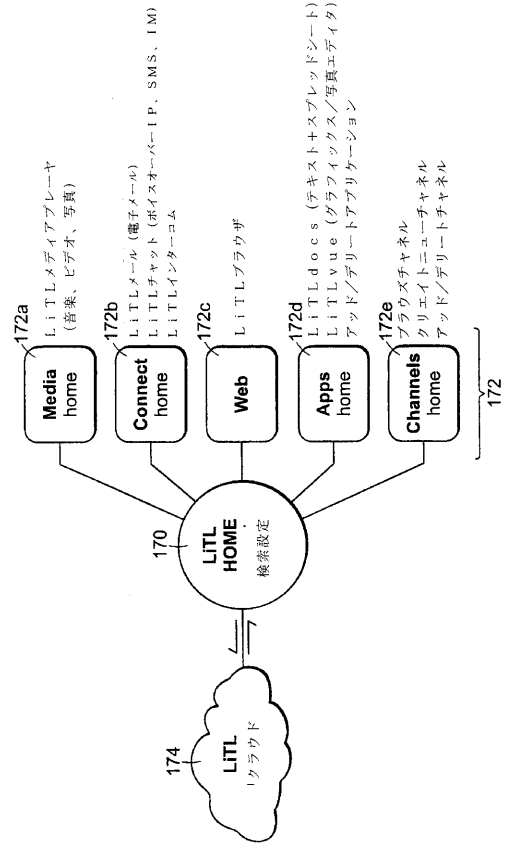 174
LiTL
クラウド
170
LiTL
HOME
検索設定
172a
Media
home
LiTLメディアプレーヤ
(音楽、ビデオ、写真)
172b
Connect
home
LiTLメール (電子メール)
LiTLチャット (ボイスオーバーIP、SMS、IM)
LiTLインターコム
172c
Web
LiTLブラウザ
172d
Apps
home
LiTLdocs (テキスト+スプレッドシート)
LiTLvue (グラフィックス/写真エディタ)
アッド/デリートアプリケーション
172e
Channels
home
ブラウズチャネル
クリエイトニューチャネル
アッド/デリートチャネル
172